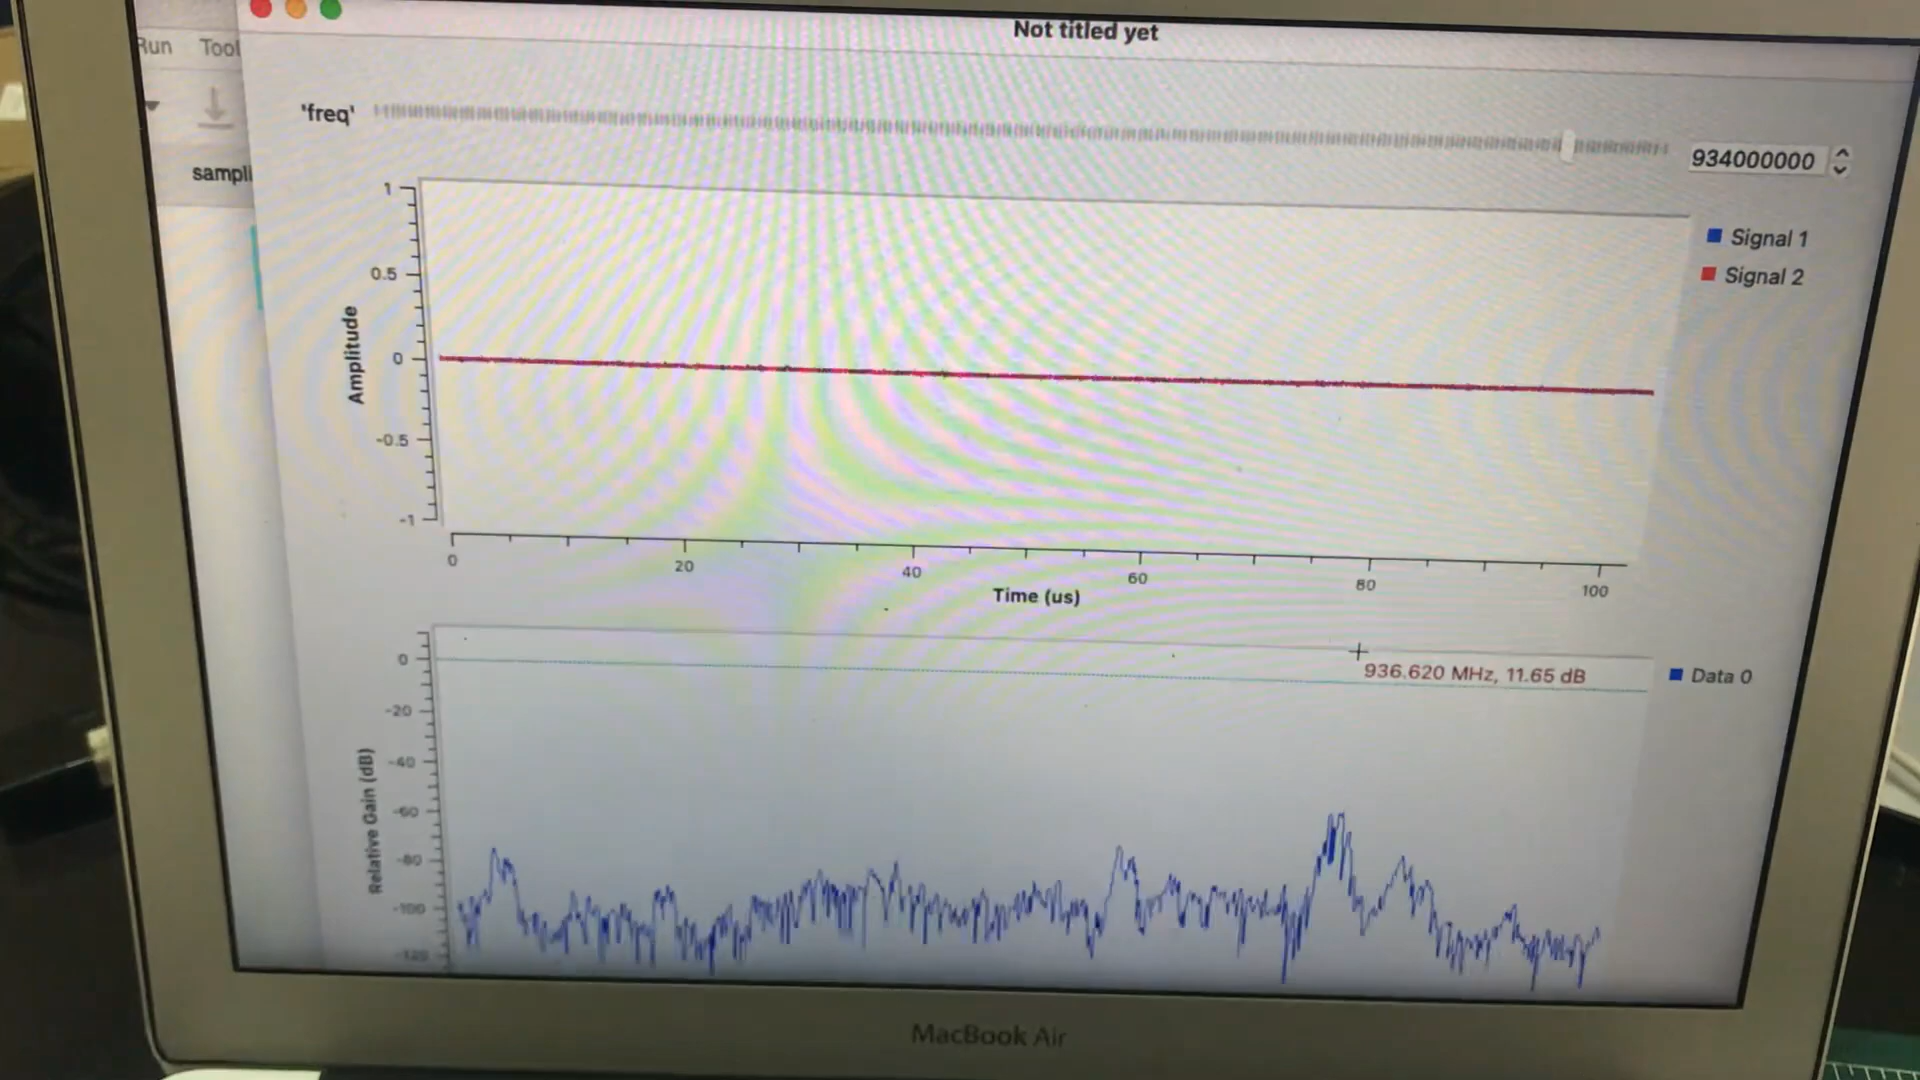 Not titled yet
Run Tool
'freq'
934000000
sampli
Signal 1
Signal 2
1
0.5
0
-0.5
-1
Amplitude
0 20 40 60 80 100
Time (us)
936.620 MHz, 11.65 dB
Data 0
0
-20
-40
-60
-80
-100
-120
Relative Gain (dB)
MacBook Air